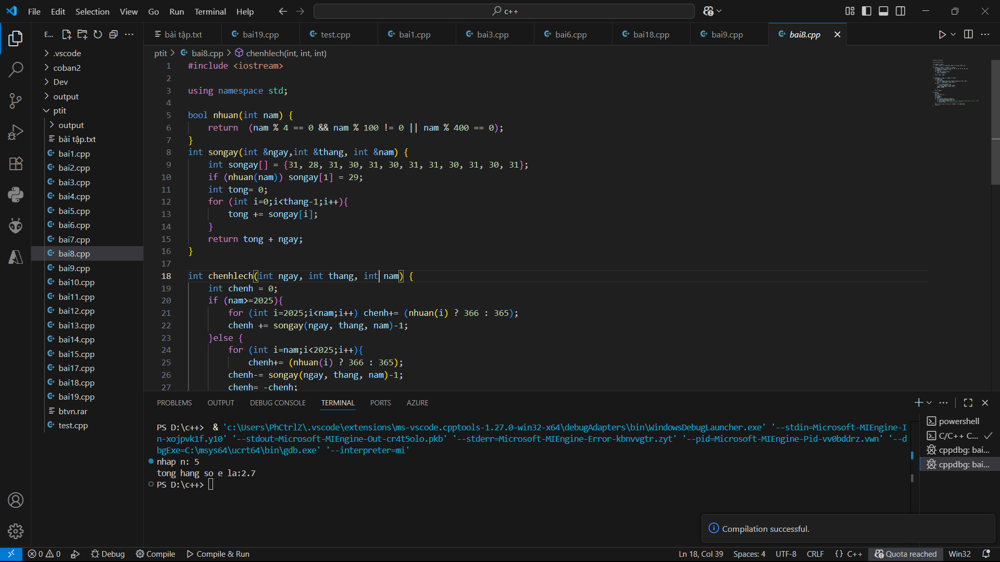 File Edit Selection View Go Run Terminal Help
c++
E...
bài tập.txt bai19.cpp test.cpp bai1.cpp bai3.cpp bai6.cpp bai18.cpp bai9.cpp bai8.cpp
ptit > bai8.cpp > chenhlech(int, int, int)
.vscode
coban2
Dev
output
ptit
output
bài tập.txt
bai1.cpp
bai2.cpp
bai3.cpp
bai4.cpp
bai5.cpp
bai6.cpp
bai7.cpp
bai8.cpp
bai9.cpp
bai10.cpp
bai11.cpp
bai12.cpp
bai13.cpp
bai14.cpp
bai15.cpp
bai17.cpp
bai18.cpp
bai19.cpp
btvn.rar
test.cpp
1 #include <iostream>
2
3 using namespace std;
4
5 bool nhuan(int nam) {
6 return  (nam % 4 == 0 && nam % 100 != 0 || nam % 400 == 0);
7 }
8 int songay(int &ngay,int &thang, int &nam) {
9 int songay[] = {31, 28, 31, 30, 31, 30, 31, 31, 30, 31, 30, 31};
10 if (nhuan(nam)) songay[1] = 29;
11 int tong= 0;
12 for (int i=0;i<thang-1;i++){
13 tong += songay[i];
14 }
15 return tong + ngay;
16 }
17
18 int chenhlech(int ngay, int thang, int nam) {
19 int chenh = 0;
20 if (nam>=2025){
21 for (int i=2025;i<nam;i++) chenh+= (nhuan(i) ? 366 : 365);
22 chenh += songay(ngay, thang, nam)-1;
23 }else {
24 for (int i=nam;i<2025;i++){
25 chenh+= (nhuan(i) ? 366 : 365);
26 chenh-= songay(ngay, thang, nam)-1;
27 chenh= -chenh;
PROBLEMS OUTPUT DEBUG CONSOLE TERMINAL PORTS AZURE
PS D:\c++>  & 'c:\Users\PhCtrlZ\.vscode\extensions\ms-vscode.cpptools-1.27.0-win32-x64\debugAdapters\bin\WindowsDebugLauncher.exe' '--stdin=Microsoft-MIEngine-I
n-xojpvk1f.y10' '--stdout=Microsoft-MIEngine-Out-cr4t5olo.pkb' '--stderr=Microsoft-MIEngine-Error-kbnvvgtr.zyt' '--pid=Microsoft-MIEngine-Pid-vv0bddrz.vwn' '--d
bgExe=C:\msys64\ucrt64\bin\gdb.exe' '--interpreter=mi'
nhap n: 5
tong hang so e la:2.7
PS D:\c++>
powershell
C/C++ C...
cppdbg: bai...
cppdbg: bai...
Compilation successful.
0 0 Debug Compile Compile & Run Ln 18, Col 39 Spaces: 4 UTF-8 CRLF {} C++ Quota reached Win32